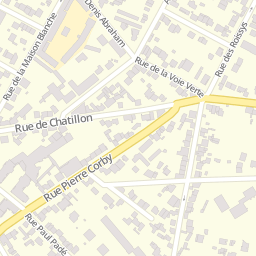 Rue de la Maison Blanche
Denis Abraham
Rue de la Voie Verte
Rue des Roissys
Rue de Chatillon
Rue Pierre Corby
Rue Paul Padé